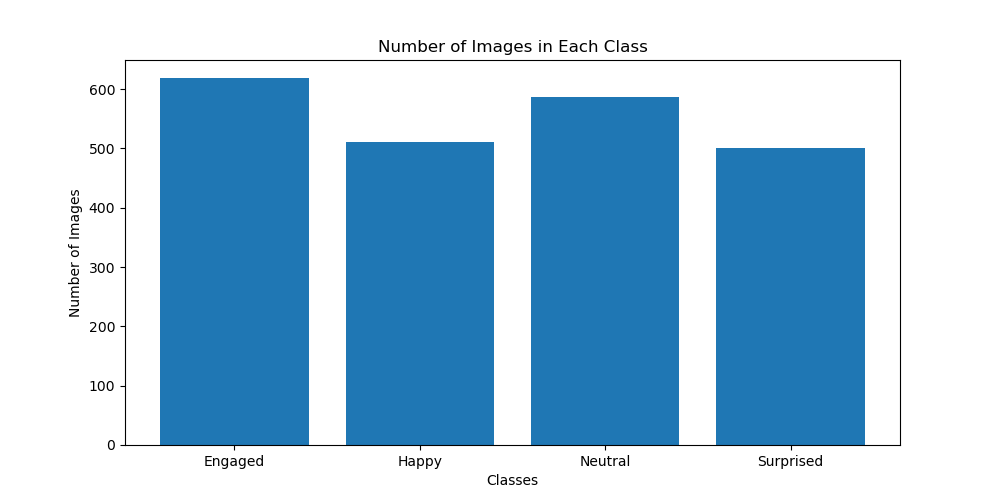 Number of Images in Each Class
Number of Images
600
500
400
300
200
100
0
Engaged Happy Neutral Surprised
Classes